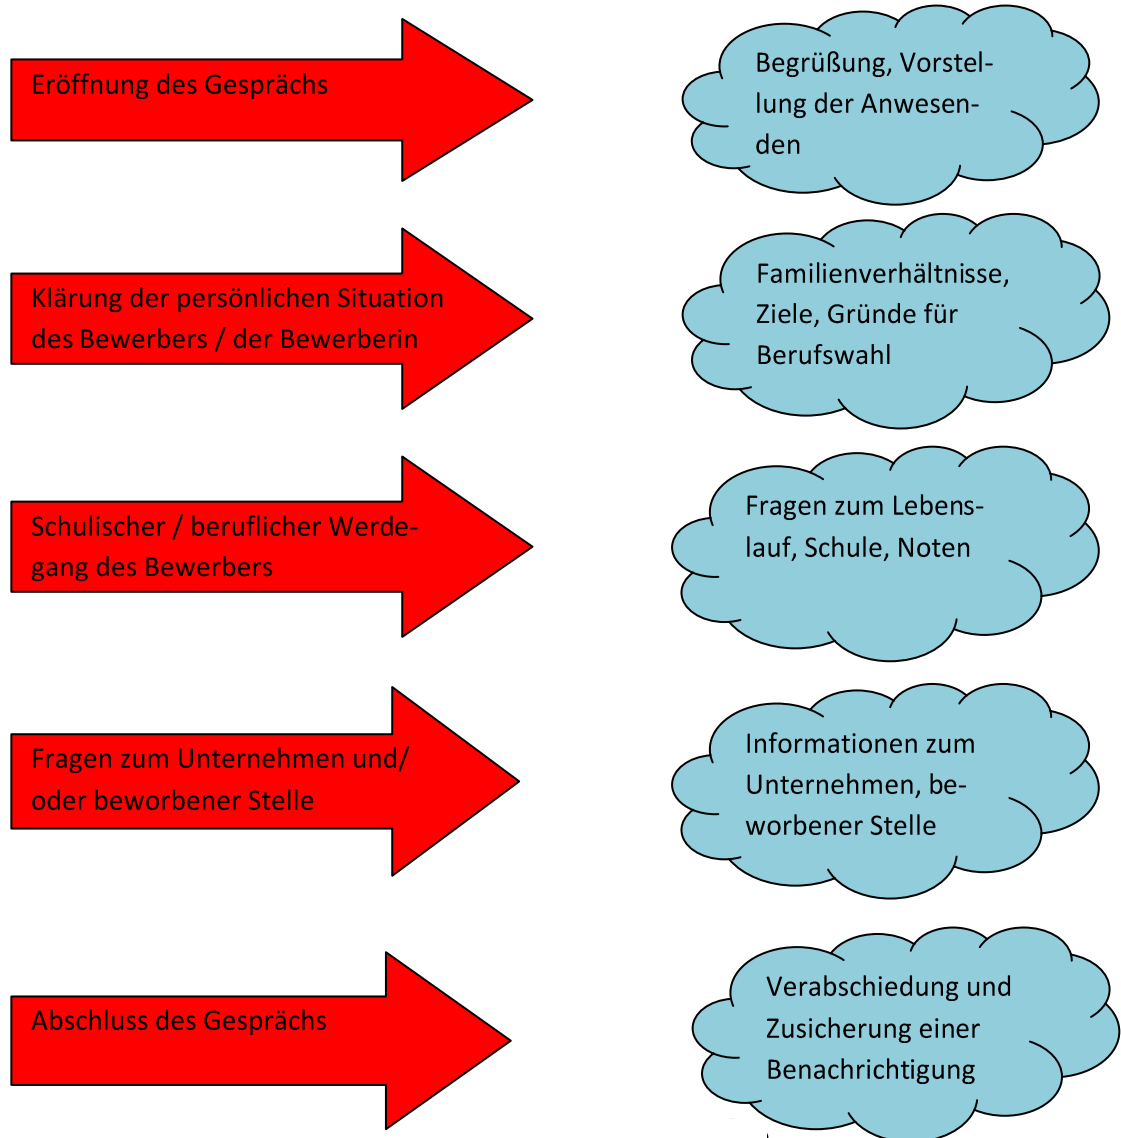 Eröffnung des Gesprächs
Begrüßung, Vorstel-
lung der Anwesen-
den
Klärung der persönlichen Situation
des Bewerbers / der Bewerberin
Familienverhältnisse,
Ziele, Gründe für
Berufswahl
Schulischer / beruflicher Werde-
gang des Bewerbers
Fragen zum Lebens-
lauf, Schule, Noten
Fragen zum Unternehmen und/
oder beworbener Stelle
Informationen zum
Unternehmen, be-
worbener Stelle
Abschluss des Gesprächs
Verabschiedung und
Zusicherung einer
Benachrichtigung